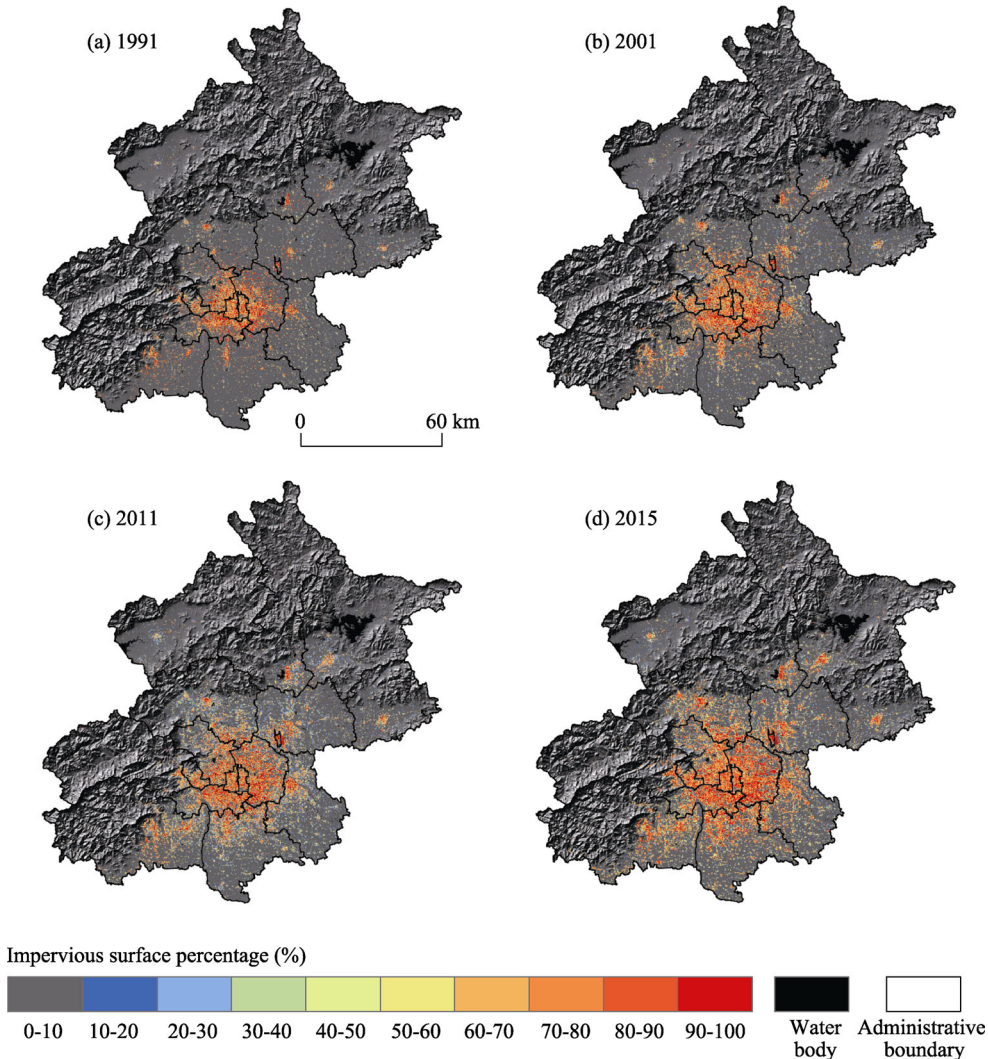 (a) 1991
(b) 2001
0 60 km
(c) 2011
(d) 2015
Impervious surface percentage (%)
0-10 10-20 20-30 30-40 40-50 50-60 60-70 70-80 80-90 90-100 Water body Administrative boundary